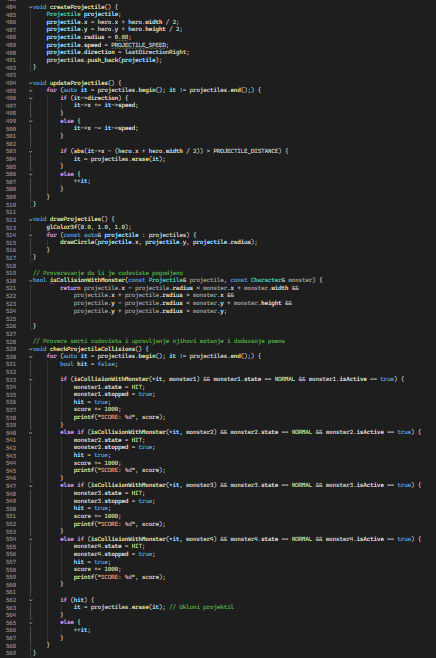 484 void createProjectile() {
485 Projectile projectile;
486 projectile.x = hero.x + hero.width / 2;
487 projectile.y = hero.y + hero.height / 2;
488 projectile.radius = 0.08;
489 projectile.speed = PROJECTILE_SPEED;
490 projectile.direction = lastDirectionRight;
491 projectiles.push_back(projectile);
492 }
493
494 void updateProjectiles() {
495 for (auto it = projectiles.begin(); it != projectiles.end();) {
496 if (it->direction) {
497 it->x += it->speed;
498 }
499 else {
500 it->x -= it->speed;
501 }
502
503 if (abs(it->x - (hero.x + hero.width / 2)) > PROJECTILE_DISTANCE) {
504 it = projectiles.erase(it);
505 }
506 else {
507 ++it;
508 }
509 }
510 }
511
512 void drawProjectiles() {
513 glColor3f(0.0, 1.0, 1.0);
514 for (const auto& projectile : projectiles) {
515 drawCircle(projectile.x, projectile.y, projectile.radius);
516 }
517 }
518
519 // Proveravanje da li je cudoviste pogodjeno
520 bool isCollisionWithMonster(const Projectile& projectile, const Character& monster) {
521 return projectile.x - projectile.radius < monster.x + monster.width &&
522 projectile.x + projectile.radius > monster.x &&
523 projectile.y - projectile.radius < monster.y + monster.height &&
524 projectile.y + projectile.radius > monster.y;
525
526 }
527
528 // Provera smrti cudovista i upravljanje njihovi mstanje i dodavanje poena
529 void checkProjectileCollisions() {
530 for (auto it = projectiles.begin(); it != projectiles.end();) {
531 bool hit = false;
532
533 if (isCollisionWithMonster(*it, monster1) && monster1.state == NORMAL && monster1.isActive == true) {
534 monster1.state = HIT;
535 monster1.stopped = true;
536 hit = true;
537 score += 1000;
538 printf("SCORE: %d", score);
539 }
540 else if (isCollisionWithMonster(*it, monster2) && monster2.state == NORMAL && monster2.isActive == true) {
541 monster2.state = HIT;
542 monster2.stopped = true;
543 hit = true;
544 score += 1000;
545 printf("SCORE: %d", score);
546 }
547 else if (isCollisionWithMonster(*it, monster3) && monster3.state == NORMAL && monster3.isActive == true) {
548 monster3.state = HIT;
549 monster3.stopped = true;
550 hit = true;
551 score += 1000;
552 printf("SCORE: %d", score);
553 }
554 else if (isCollisionWithMonster(*it, monster4) && monster4.state == NORMAL && monster4.isActive == true) {
555 monster4.state = HIT;
556 monster4.stopped = true;
557 hit = true;
558 score += 1000;
559 printf("SCORE: %d", score);
560 }
561
562 if (hit) {
563 it = projectiles.erase(it); // Ukloni projektil
564 }
565 else {
566 ++it;
567 }
568 }
569 }